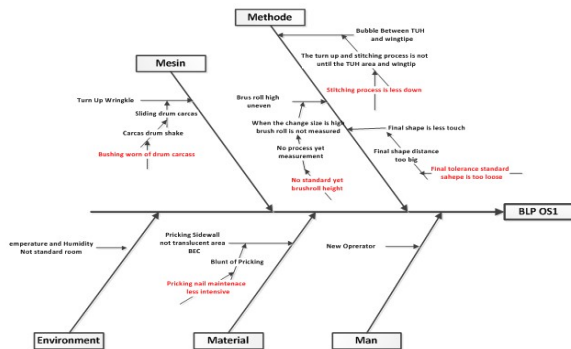 Methode
Bubble Between TUH
and wingtipe
Mesin
The turn up and stitching process is not
until the TUH area and wingtip
Stitching process is less down
Turn Up Wringkle
Sliding drum carcas
Carcas drum shake
Bushing worn of drum carcass
Brus roll high
uneven
When the change size is high
brush roll is not measured
No process yet
measurement
No standard yet
brushroll height
Final shape is less touch
Final shape distance
too big
Final tolerance standard
sahepe is too loose
BLP OS1
emperature and Humidity
Not standard room
Pricking Sidewall
not translucent area
BEC
Blunt of Pricking
Pricking nail maintenace
less intensive
New Oprerator
Environment
Material
Man